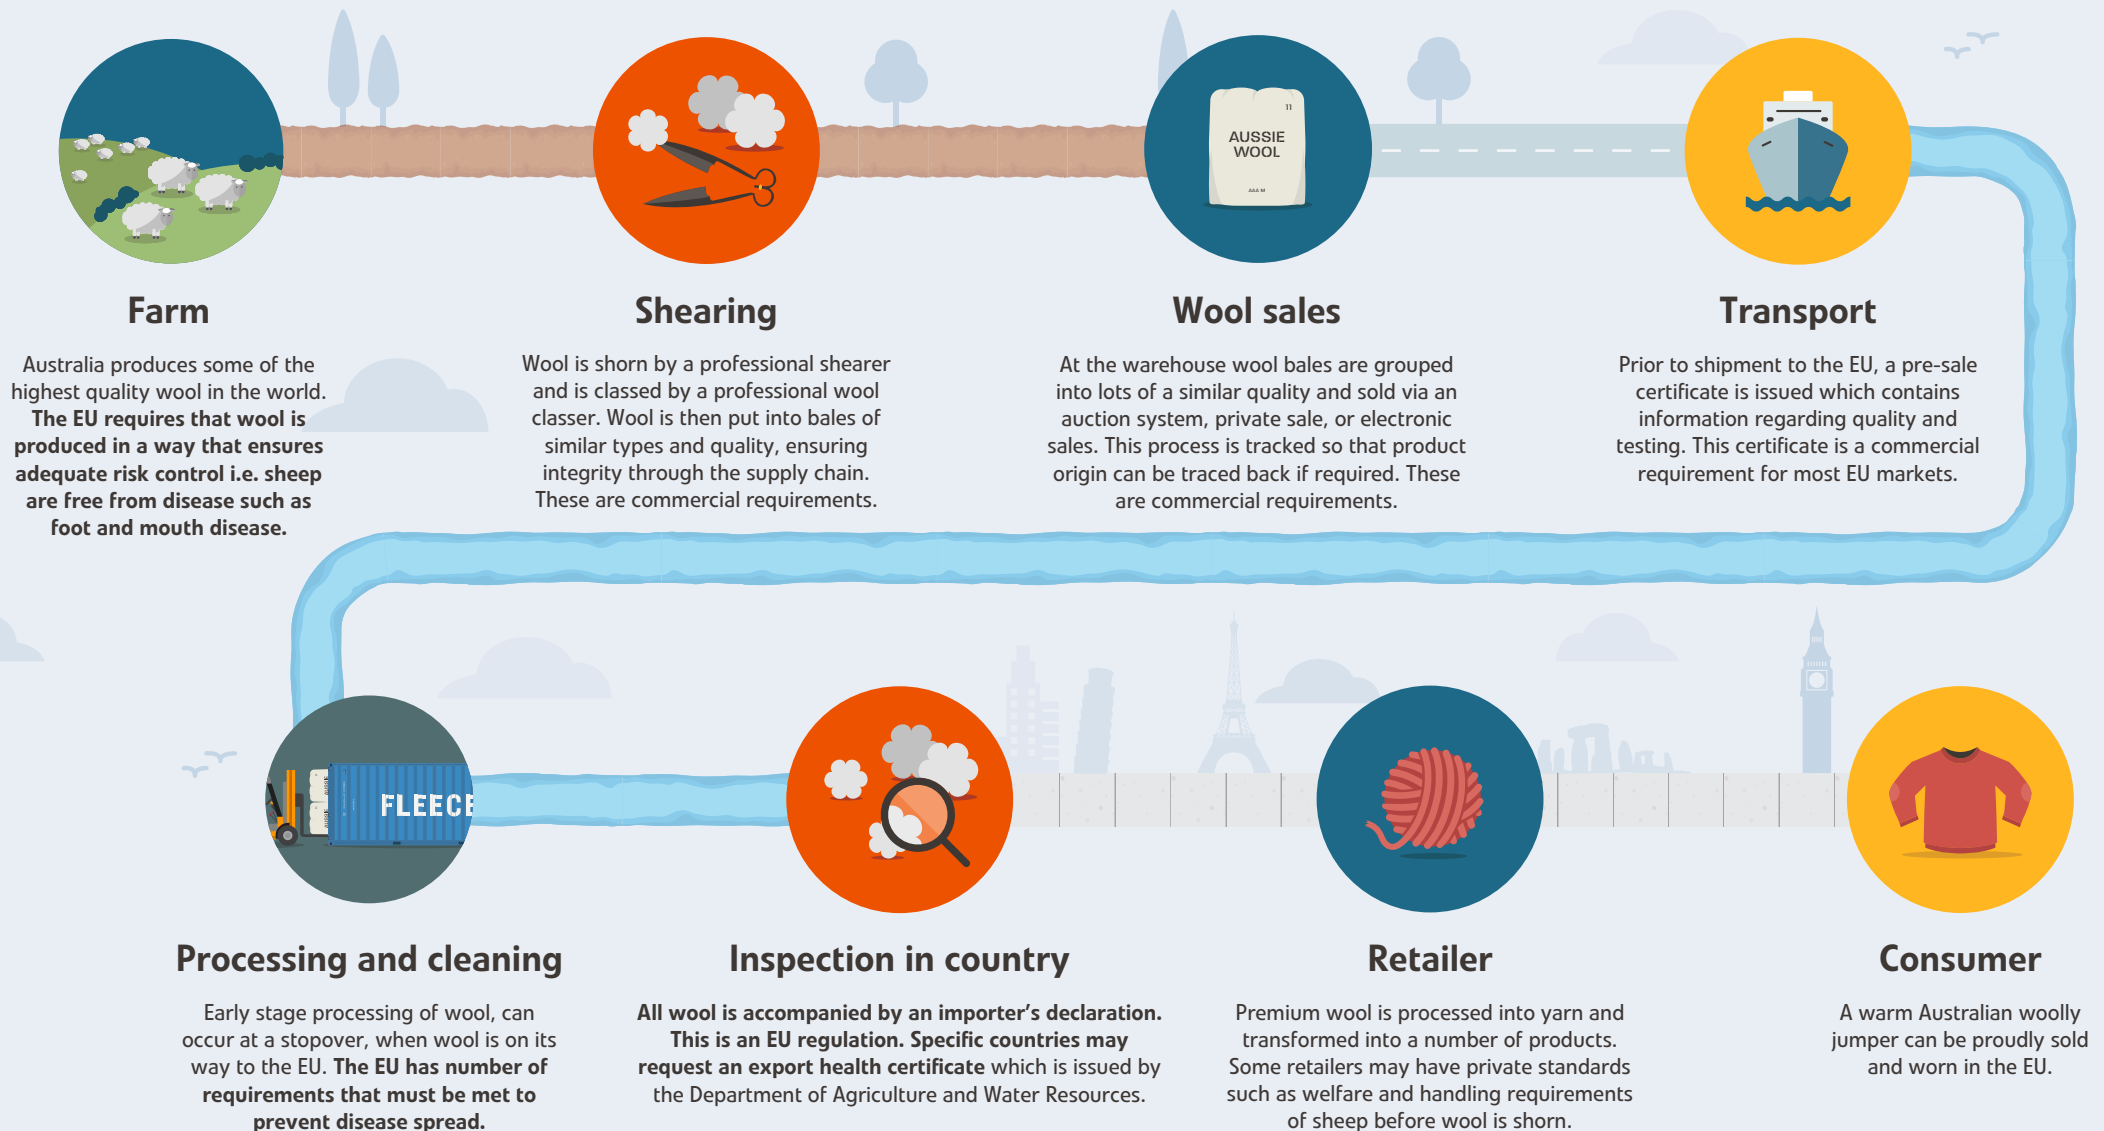 11
AUSSIE
WOOL
AAA M
Farm
Australia produces some of the
highest quality wool in the world.
The EU requires that wool is
produced in a way that ensures
adequate risk control i.e. sheep
are free from disease such as
foot and mouth disease.
Shearing
Wool is shorn by a professional shearer
and is classed by a professional wool
classer. Wool is then put into bales of
similar types and quality, ensuring
integrity through the supply chain.
These are commercial requirements.
Wool sales
At the warehouse wool bales are grouped
into lots of a similar quality and sold via an
auction system, private sale, or electronic
sales. This process is tracked so that product
origin can be traced back if required. These
are commercial requirements.
Transport
Prior to shipment to the EU, a pre-sale
certificate is issued which contains
information regarding quality and
testing. This certificate is a commercial
requirement for most EU markets.
AUSSIE
AUSSIE
FLEECE
Processing and cleaning
Early stage processing of wool, can
occur at a stopover, when wool is on its
way to the EU. The EU has number of
requirements that must be met to
prevent disease spread.
Inspection in country
All wool is accompanied by an importer’s declaration.
This is an EU regulation. Specific countries may
request an export health certificate which is issued by
the Department of Agriculture and Water Resources.
Retailer
Premium wool is processed into yarn and
transformed into a number of products.
Some retailers may have private standards
such as welfare and handling requirements
of sheep before wool is shorn.
Consumer
A warm Australian woolly
jumper can be proudly sold
and worn in the EU.